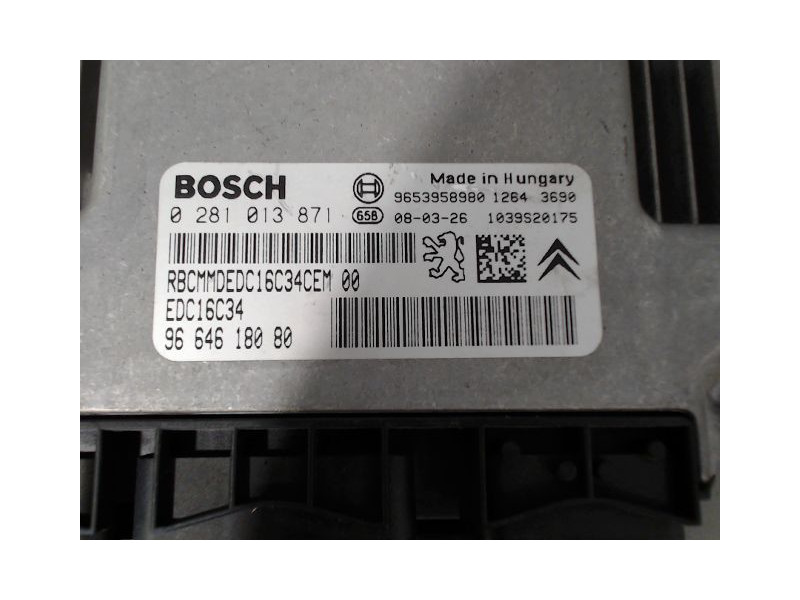 BOSCH
Made in Hungary
9653958980 1264 3690
0 281 013 871 658 08-03-26 1039S20175
RBCMMDEDC16C34CEM 00
EDC16C34
96 646 180 80